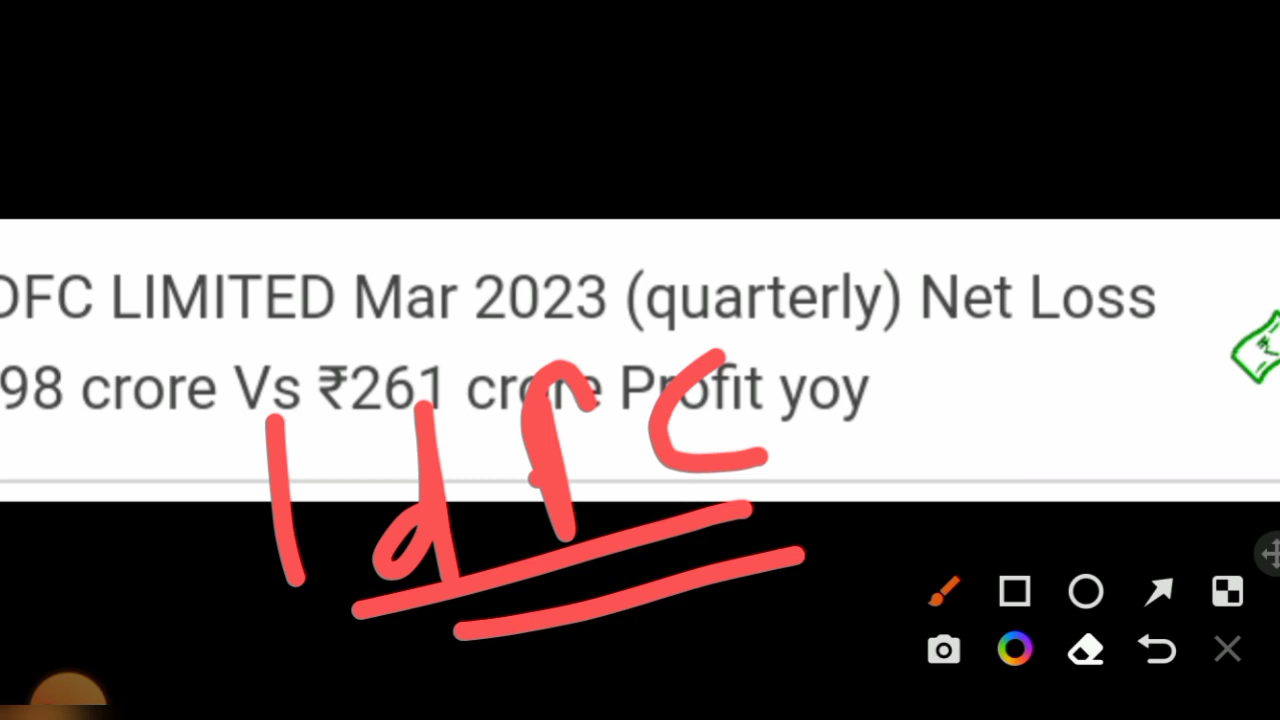 DFC LIMITED Mar 2023 (quarterly) Net Loss
98 crore Vs ₹261 crore Profit yoy
Idfc